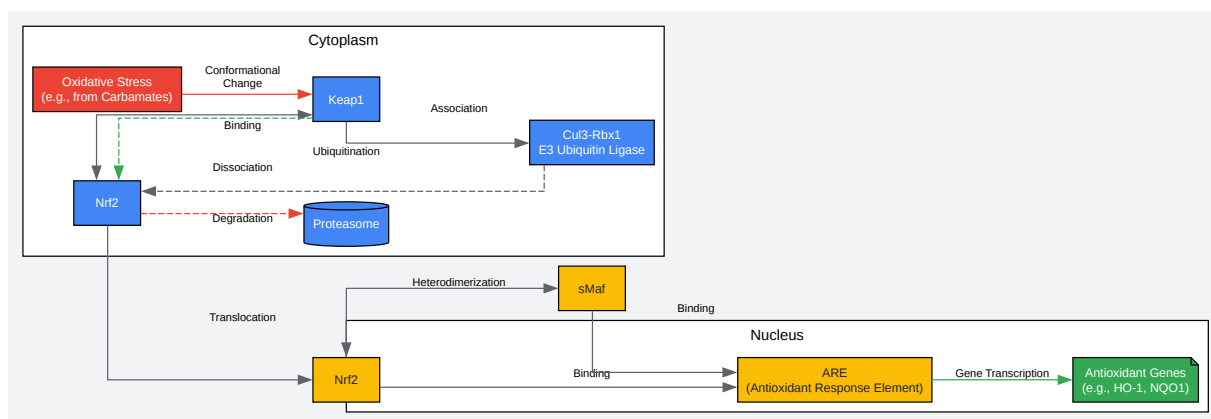 Cytoplasm
Oxidative Stress
(e.g., from Carbamates)
Conformational
Change
Keap1
Association
Binding
Cul3-Rbx1
E3 Ubiquitin Ligase
Ubiquitination
Dissociation
Nrf2
Degradation
Proteasome
Heterodimerization
sMaf
Translocation
Binding
Nucleus
Nrf2
Binding
ARE
(Antioxidant Response Element)
Gene Transcription
Antioxidant Genes
(e.g., HO-1, NQO1)